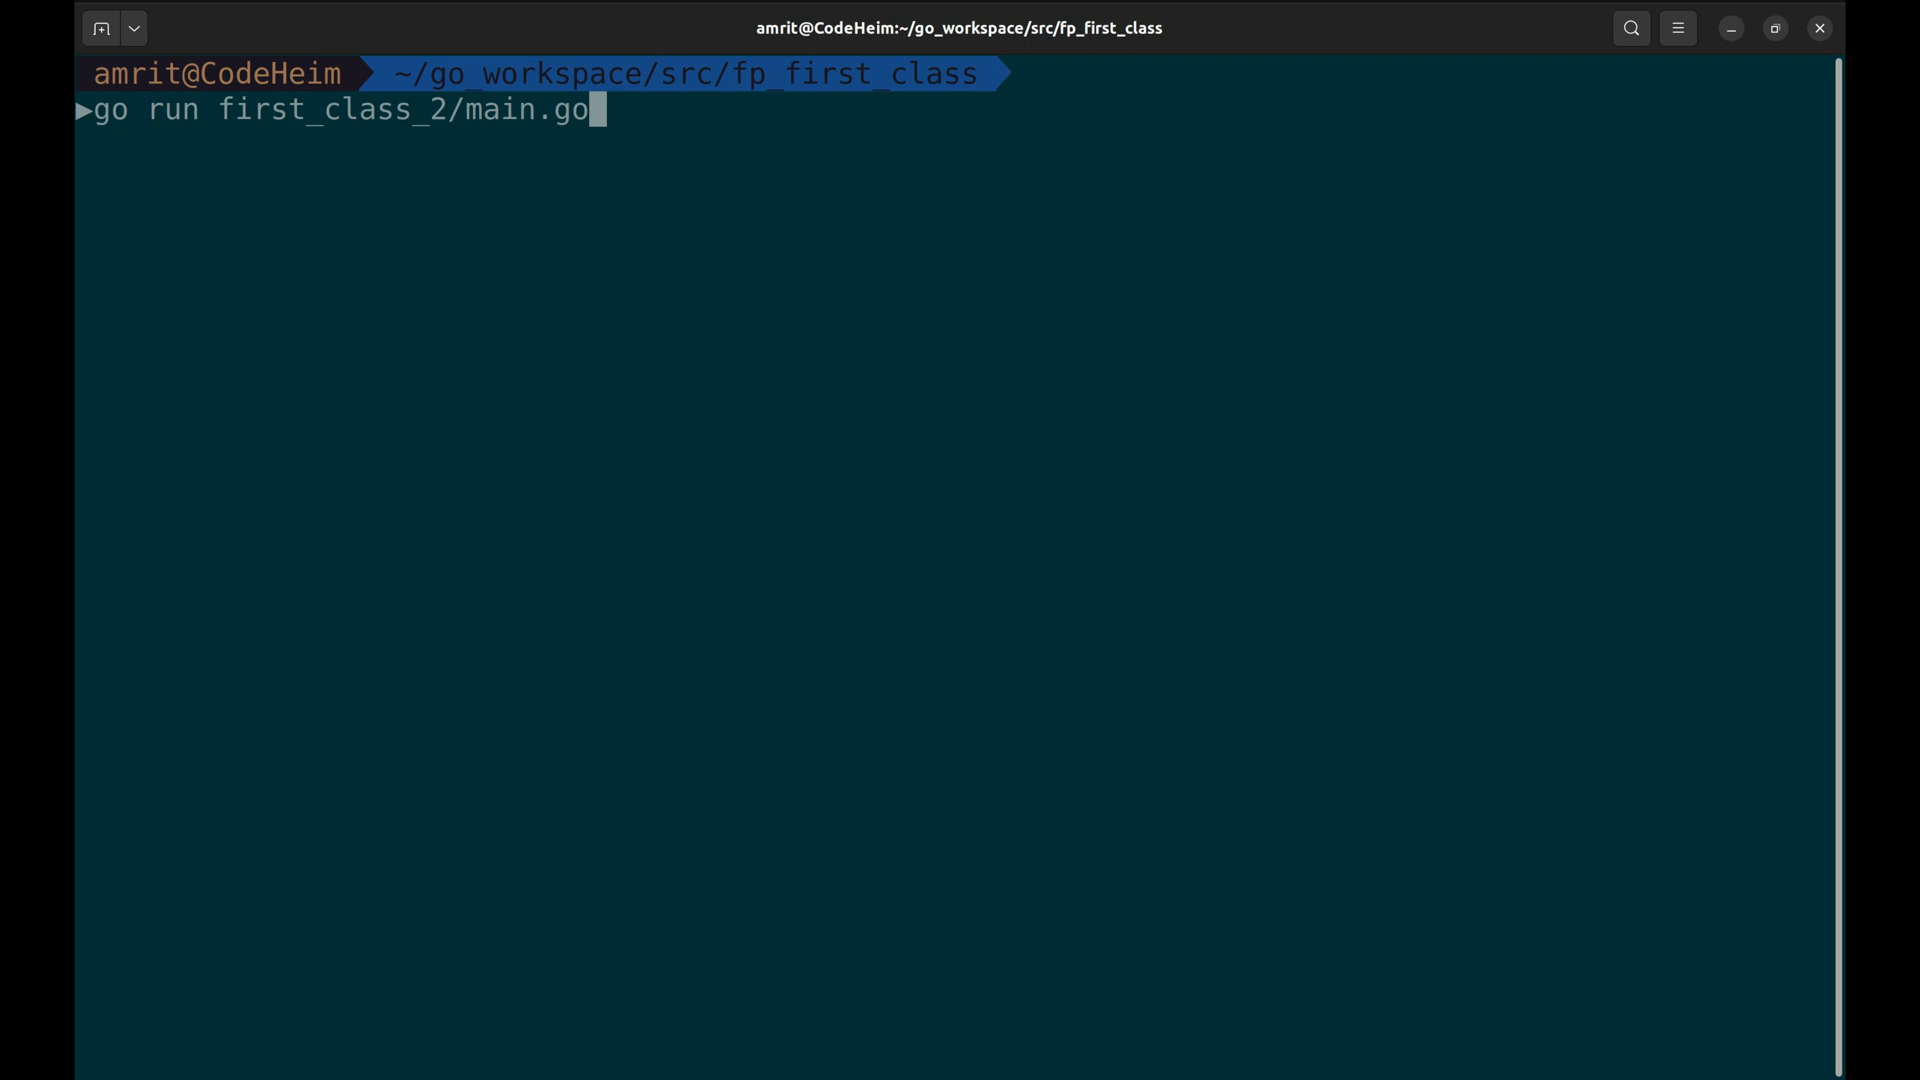 amrit@CodeHeim:~/go_workspace/src/fp_first_class
amrit@CodeHeim ~/go_workspace/src/fp_first_class
▶go run first_class_2/main.go